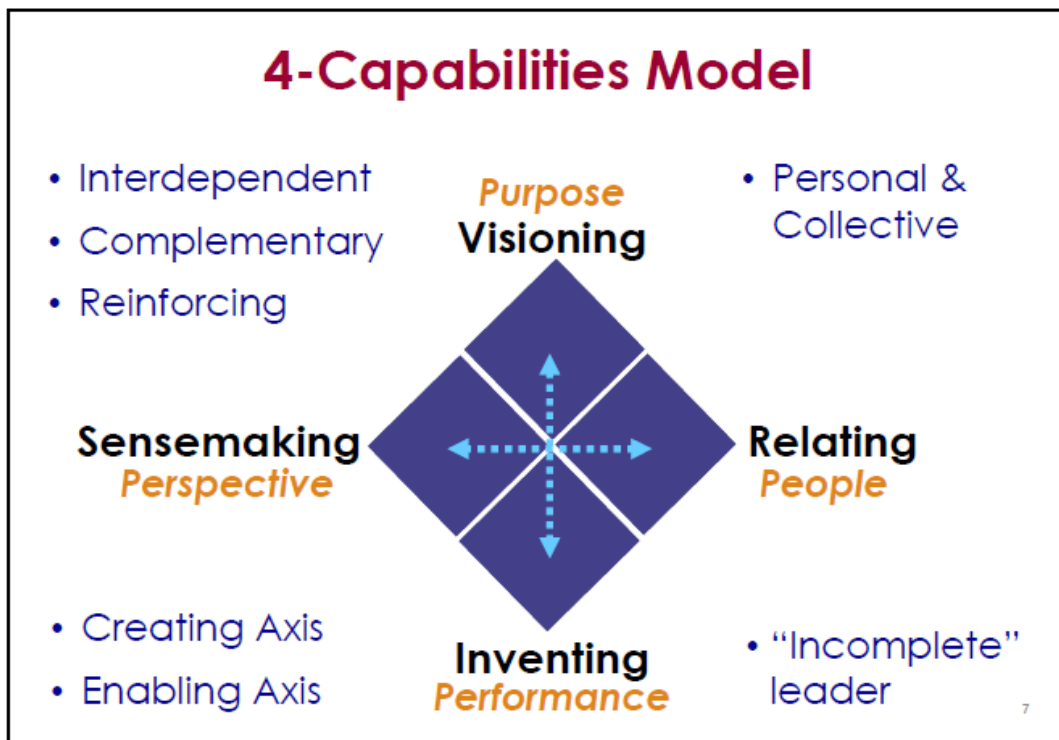 4-Capabilities Model
• Interdependent
• Complementary
• Reinforcing
Purpose
Visioning
• Personal &
Collective
Sensemaking
Perspective
Relating
People
• Creating Axis
• Enabling Axis
Inventing
Performance
• “Incomplete”
leader
7